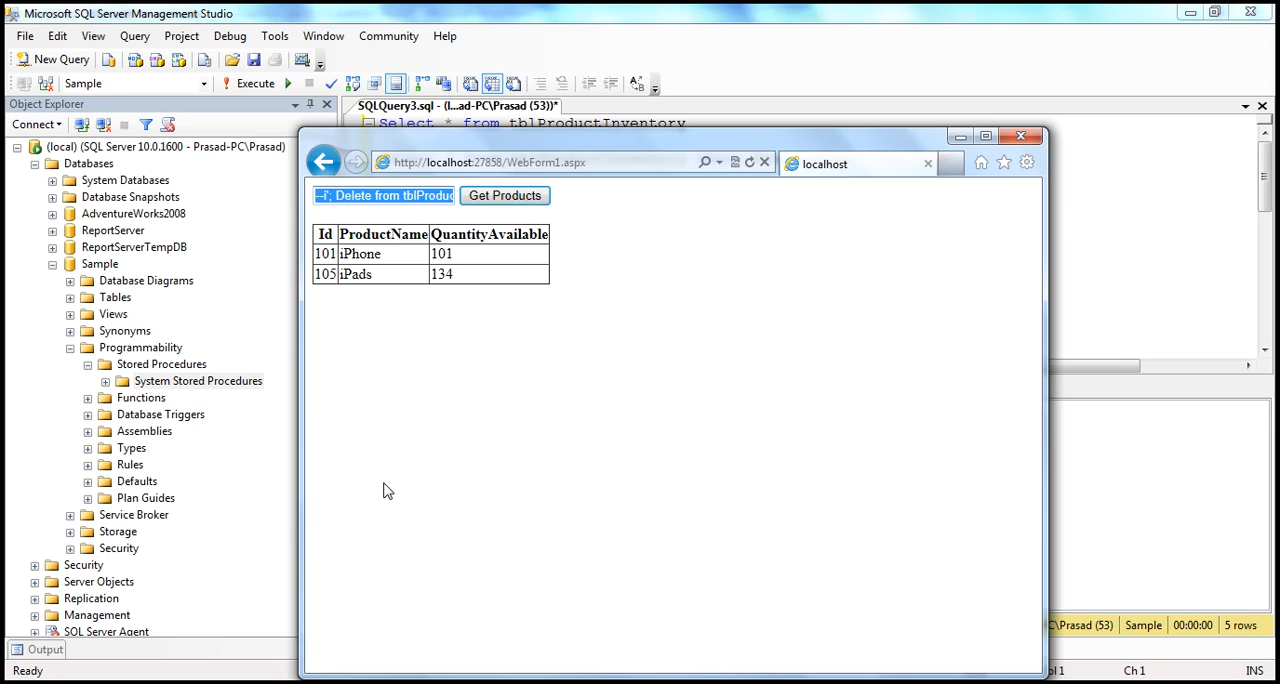 Microsoft SQL Server Management Studio
File Edit View Query Project Debug Tools Window Community Help
New Query
Sample Execute
Object Explorer
SQLQuery3.sql - (l...ad-PC\Prasad (53))*
Connect
Select * from tblProductInventory
(local) (SQL Server 10.0.1600 - Prasad-PC\Prasad)
Databases
System Databases
Database Snapshots
AdventureWorks2008
ReportServer
ReportServerTempDB
Sample
Database Diagrams
Tables
Views
Synonyms
Programmability
Stored Procedures
System Stored Procedures
Functions
Database Triggers
Assemblies
Types
Rules
Defaults
Plan Guides
Service Broker
Storage
Security
Security
Server Objects
Replication
Management
SQL Server Agent
Output
Ready
http://localhost:27858/WebForm1.aspx
localhost
--i'; Delete from tblProduc
Get Products
Id ProductName QuantityAvailable
101 iPhone 101
105 iPads 134
C\Prasad (53) Sample 00:00:00 5 rows
ol 1 Ch 1 INS